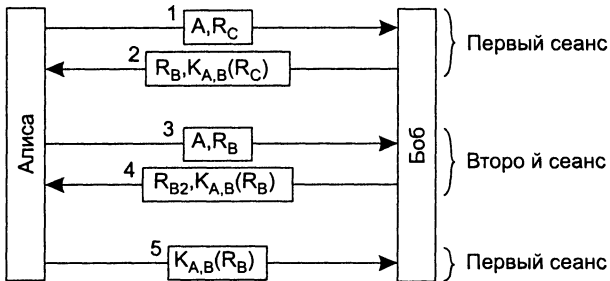 1
A,R_C
Первый сеанс
2
R_B,K_A,B(R_C)
Алиса
Боб
3
A,R_B
Второ й сеанс
4
R_B2,K_A,B(R_B)
5
K_A,B(R_B)
Первый сеанс